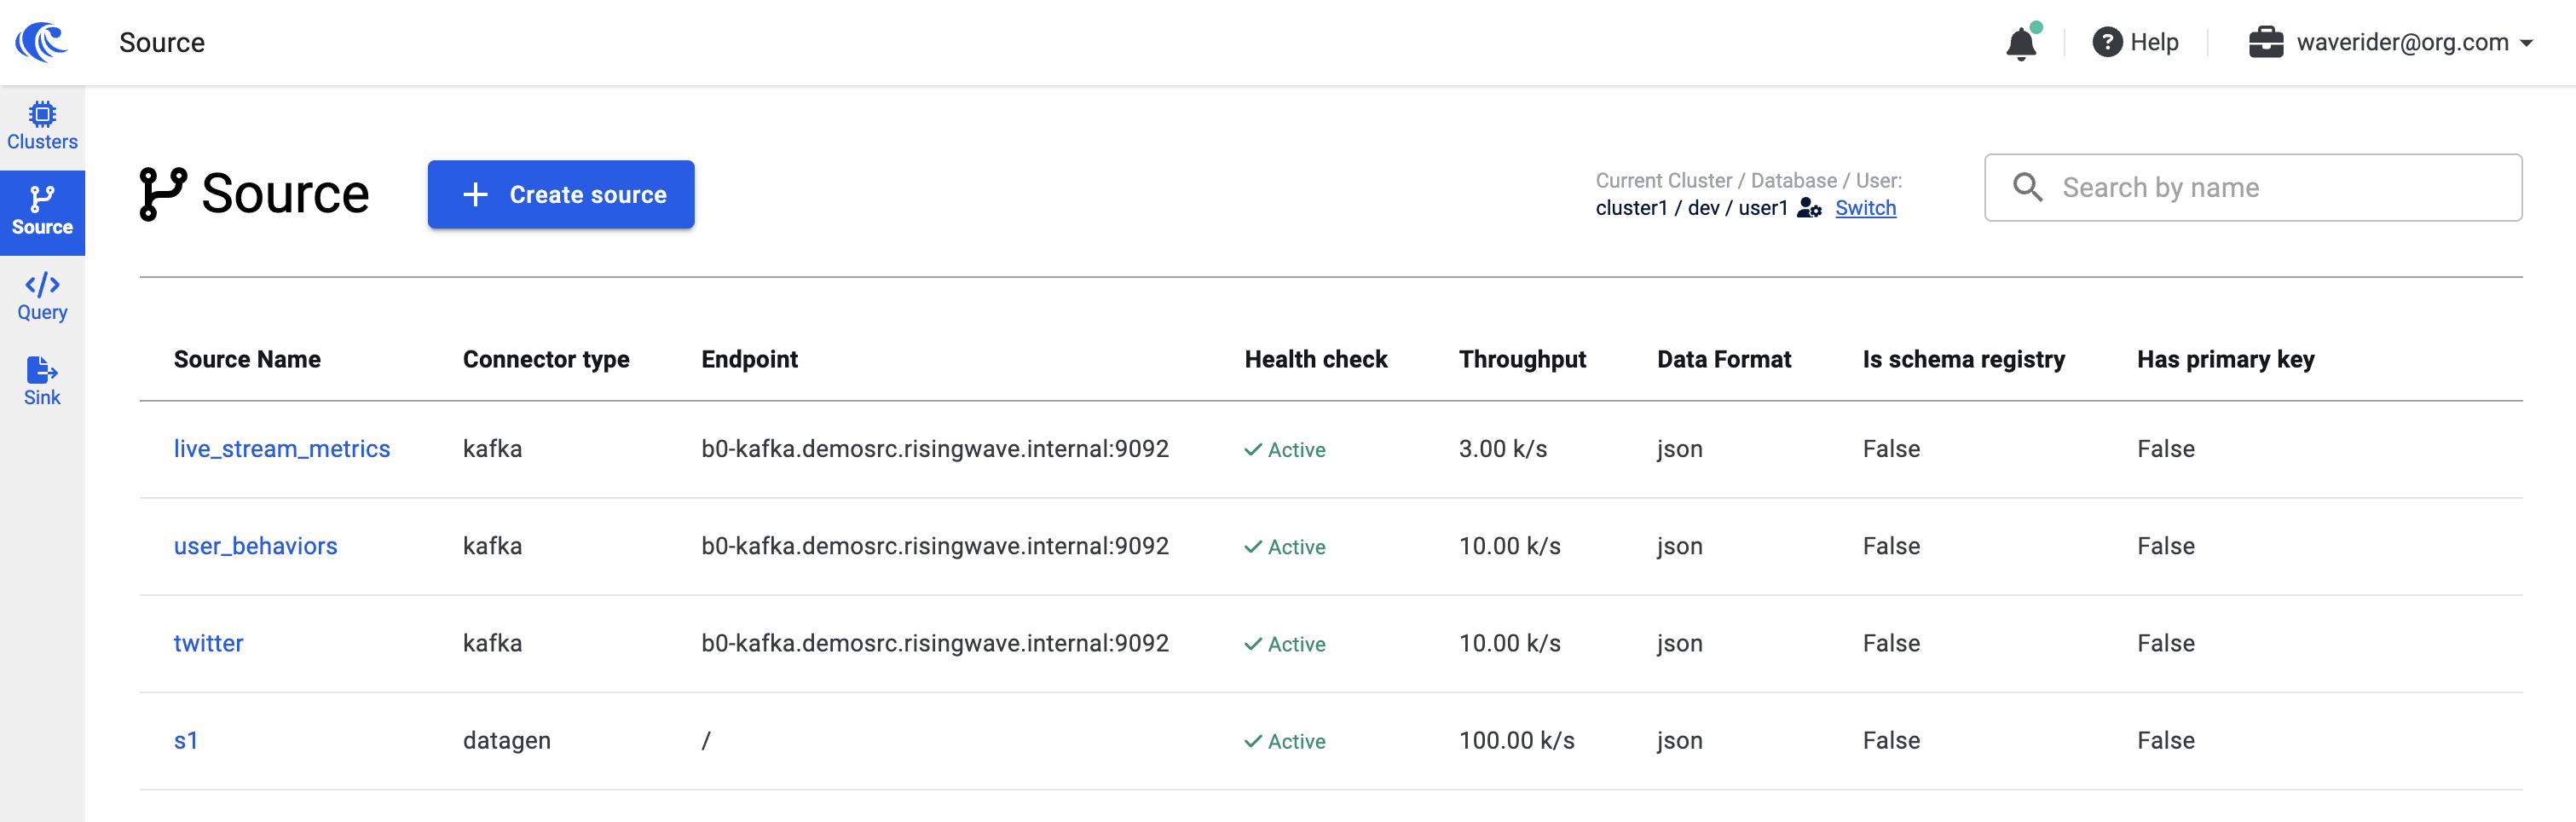 Source
Help
waverider@org.com
Clusters
Source
Query
Sink
Source
Create source
Current Cluster / Database / User:
cluster1 / dev / user1 Switch
Search by name
Source Name Connector type Endpoint Health check Throughput Data Format Is schema registry Has primary key
live_stream_metrics kafka b0-kafka.demosrc.risingwave.internal:9092 Active 3.00 k/s json False False
user_behaviors kafka b0-kafka.demosrc.risingwave.internal:9092 Active 10.00 k/s json False False
twitter kafka b0-kafka.demosrc.risingwave.internal:9092 Active 10.00 k/s json False False
s1 datagen / Active 100.00 k/s json False False